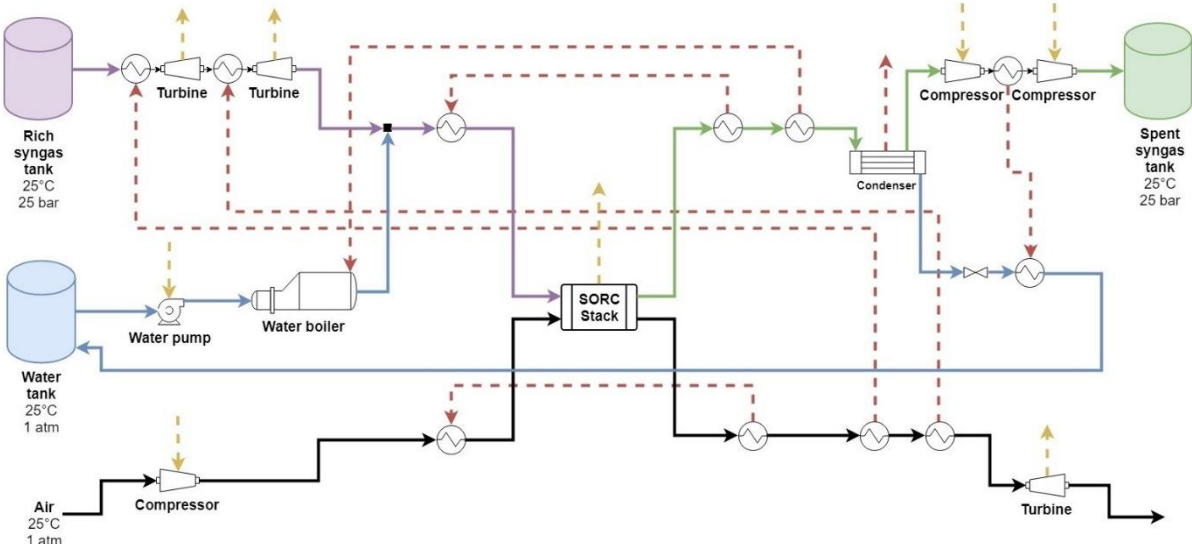 Turbine
Turbine
Compressor
Compressor
Rich
syngas
tank
25°C
25 bar
Spent
syngas
tank
25°C
25 bar
Condenser
SORC
Stack
Water pump
Water boiler
Water
tank
25°C
1 atm
Compressor
Turbine
Air
25°C
1 atm